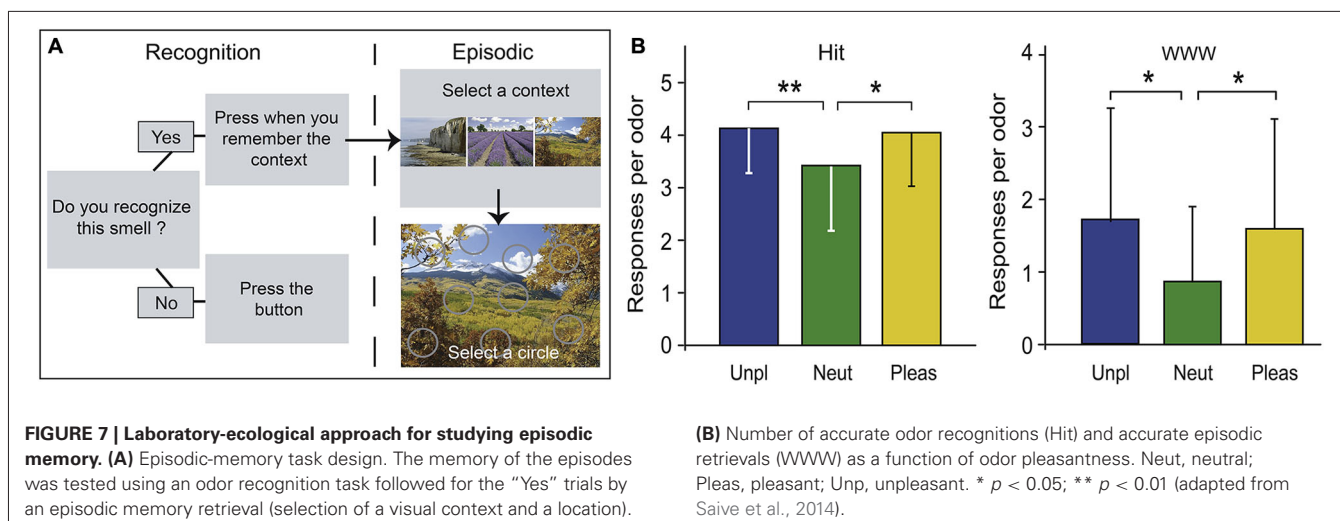 A
Recognition
Episodic
Do you recognize
this smell ?
Yes
Press when you
remember the
context
No
Press the
button
Select a context
Select a circle
B
Hit
Responses per odor
5
4
3
2
1
0
**
*
Unpl
Neut
Pleas
WWW
Responses per odor
4
3
2
1
0
*
*
Unpl
Neut
Pleas
FIGURE 7 | Laboratory-ecological approach for studying episodic
memory. (A) Episodic-memory task design. The memory of the episodes
was tested using an odor recognition task followed for the “Yes” trials by
an episodic memory retrieval (selection of a visual context and a location).
(B) Number of accurate odor recognitions (Hit) and accurate episodic
retrievals (WWW) as a function of odor pleasantness. Neut, neutral;
Pleas, pleasant; Unp, unpleasant. * p < 0.05; ** p < 0.01 (adapted from
Saive et al., 2014).